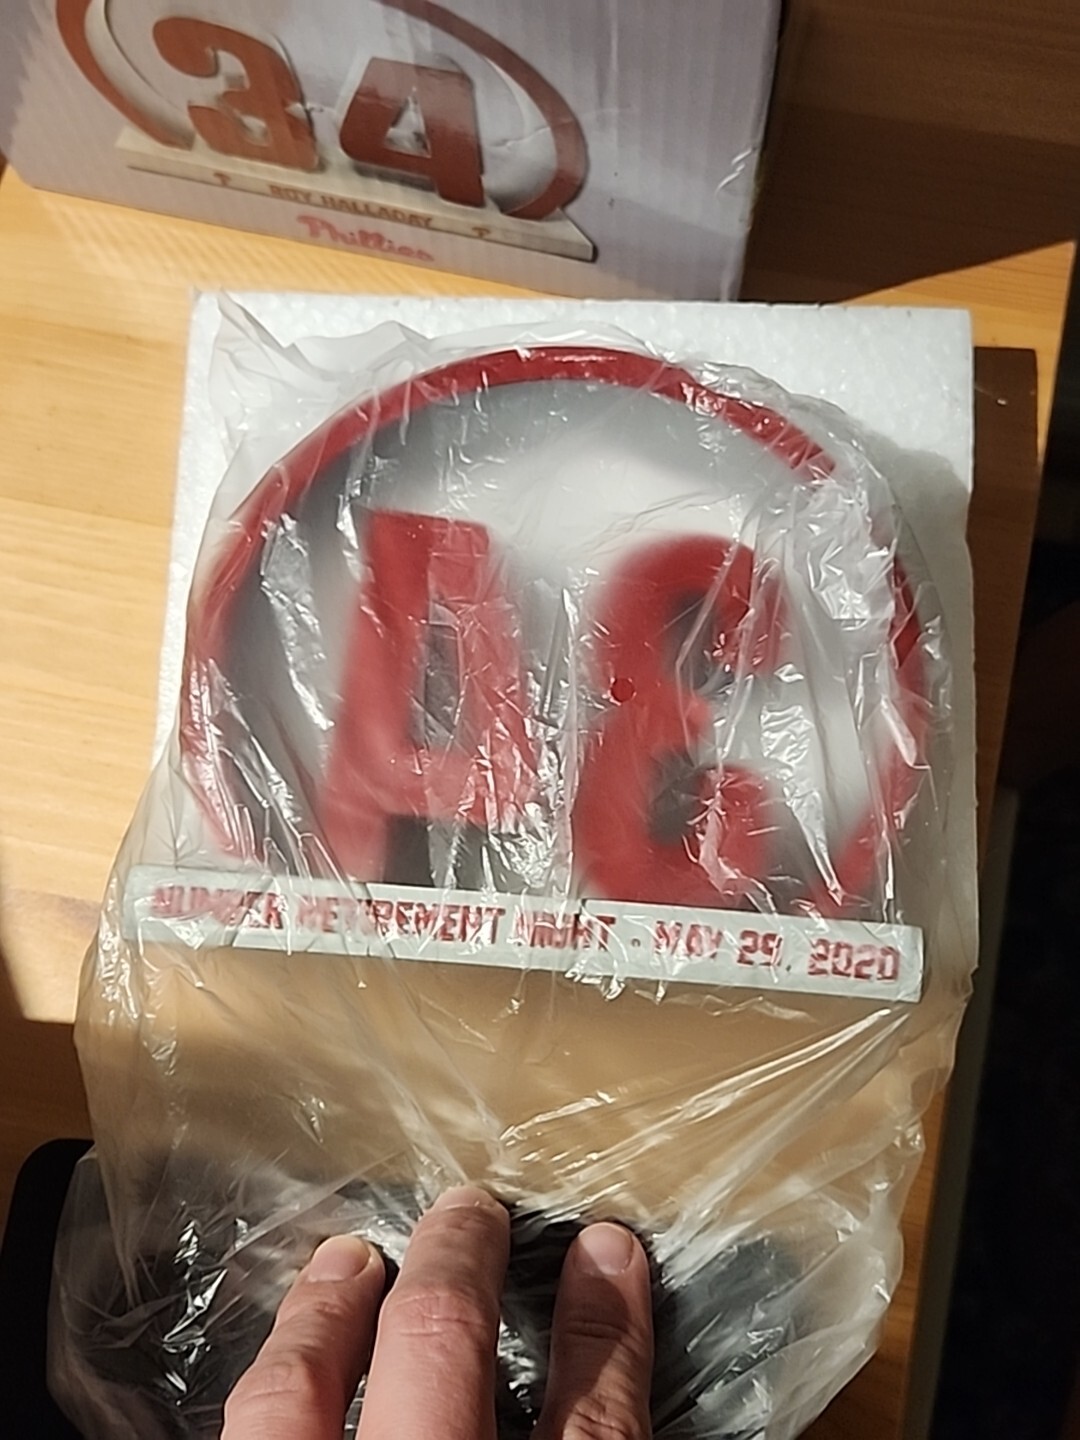 34
ROY HALLADAY
Phillies
NUMBER RETIREMENT NIGHT • MAY 29, 2020